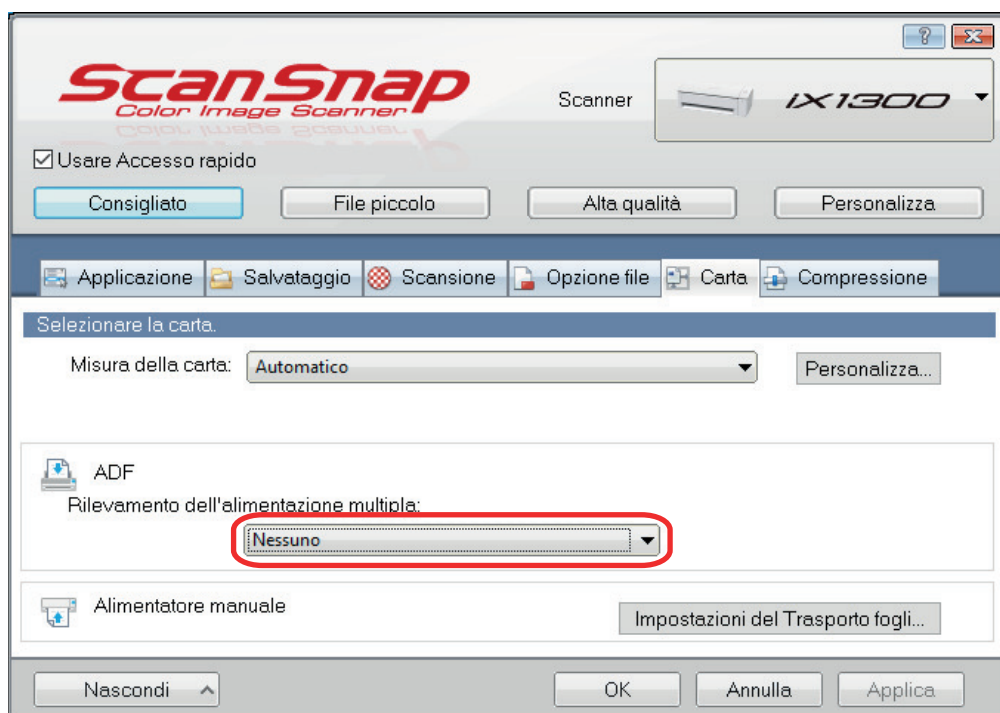 ScanSnap
Color Image Scanner
Scanner
iX1300
Usare Accesso rapido
Consigliato File piccolo Alta qualità Personalizza
Applicazione Salvataggio Scansione Opzione file Carta Compressione
Selezionare la carta.
Misura della carta: Automatico Personalizza...
ADF
Rilevamento dell'alimentazione multipla:
Nessuno
Alimentatore manuale
Impostazioni del Trasporto fogli...
Nascondi OK Annulla Applica